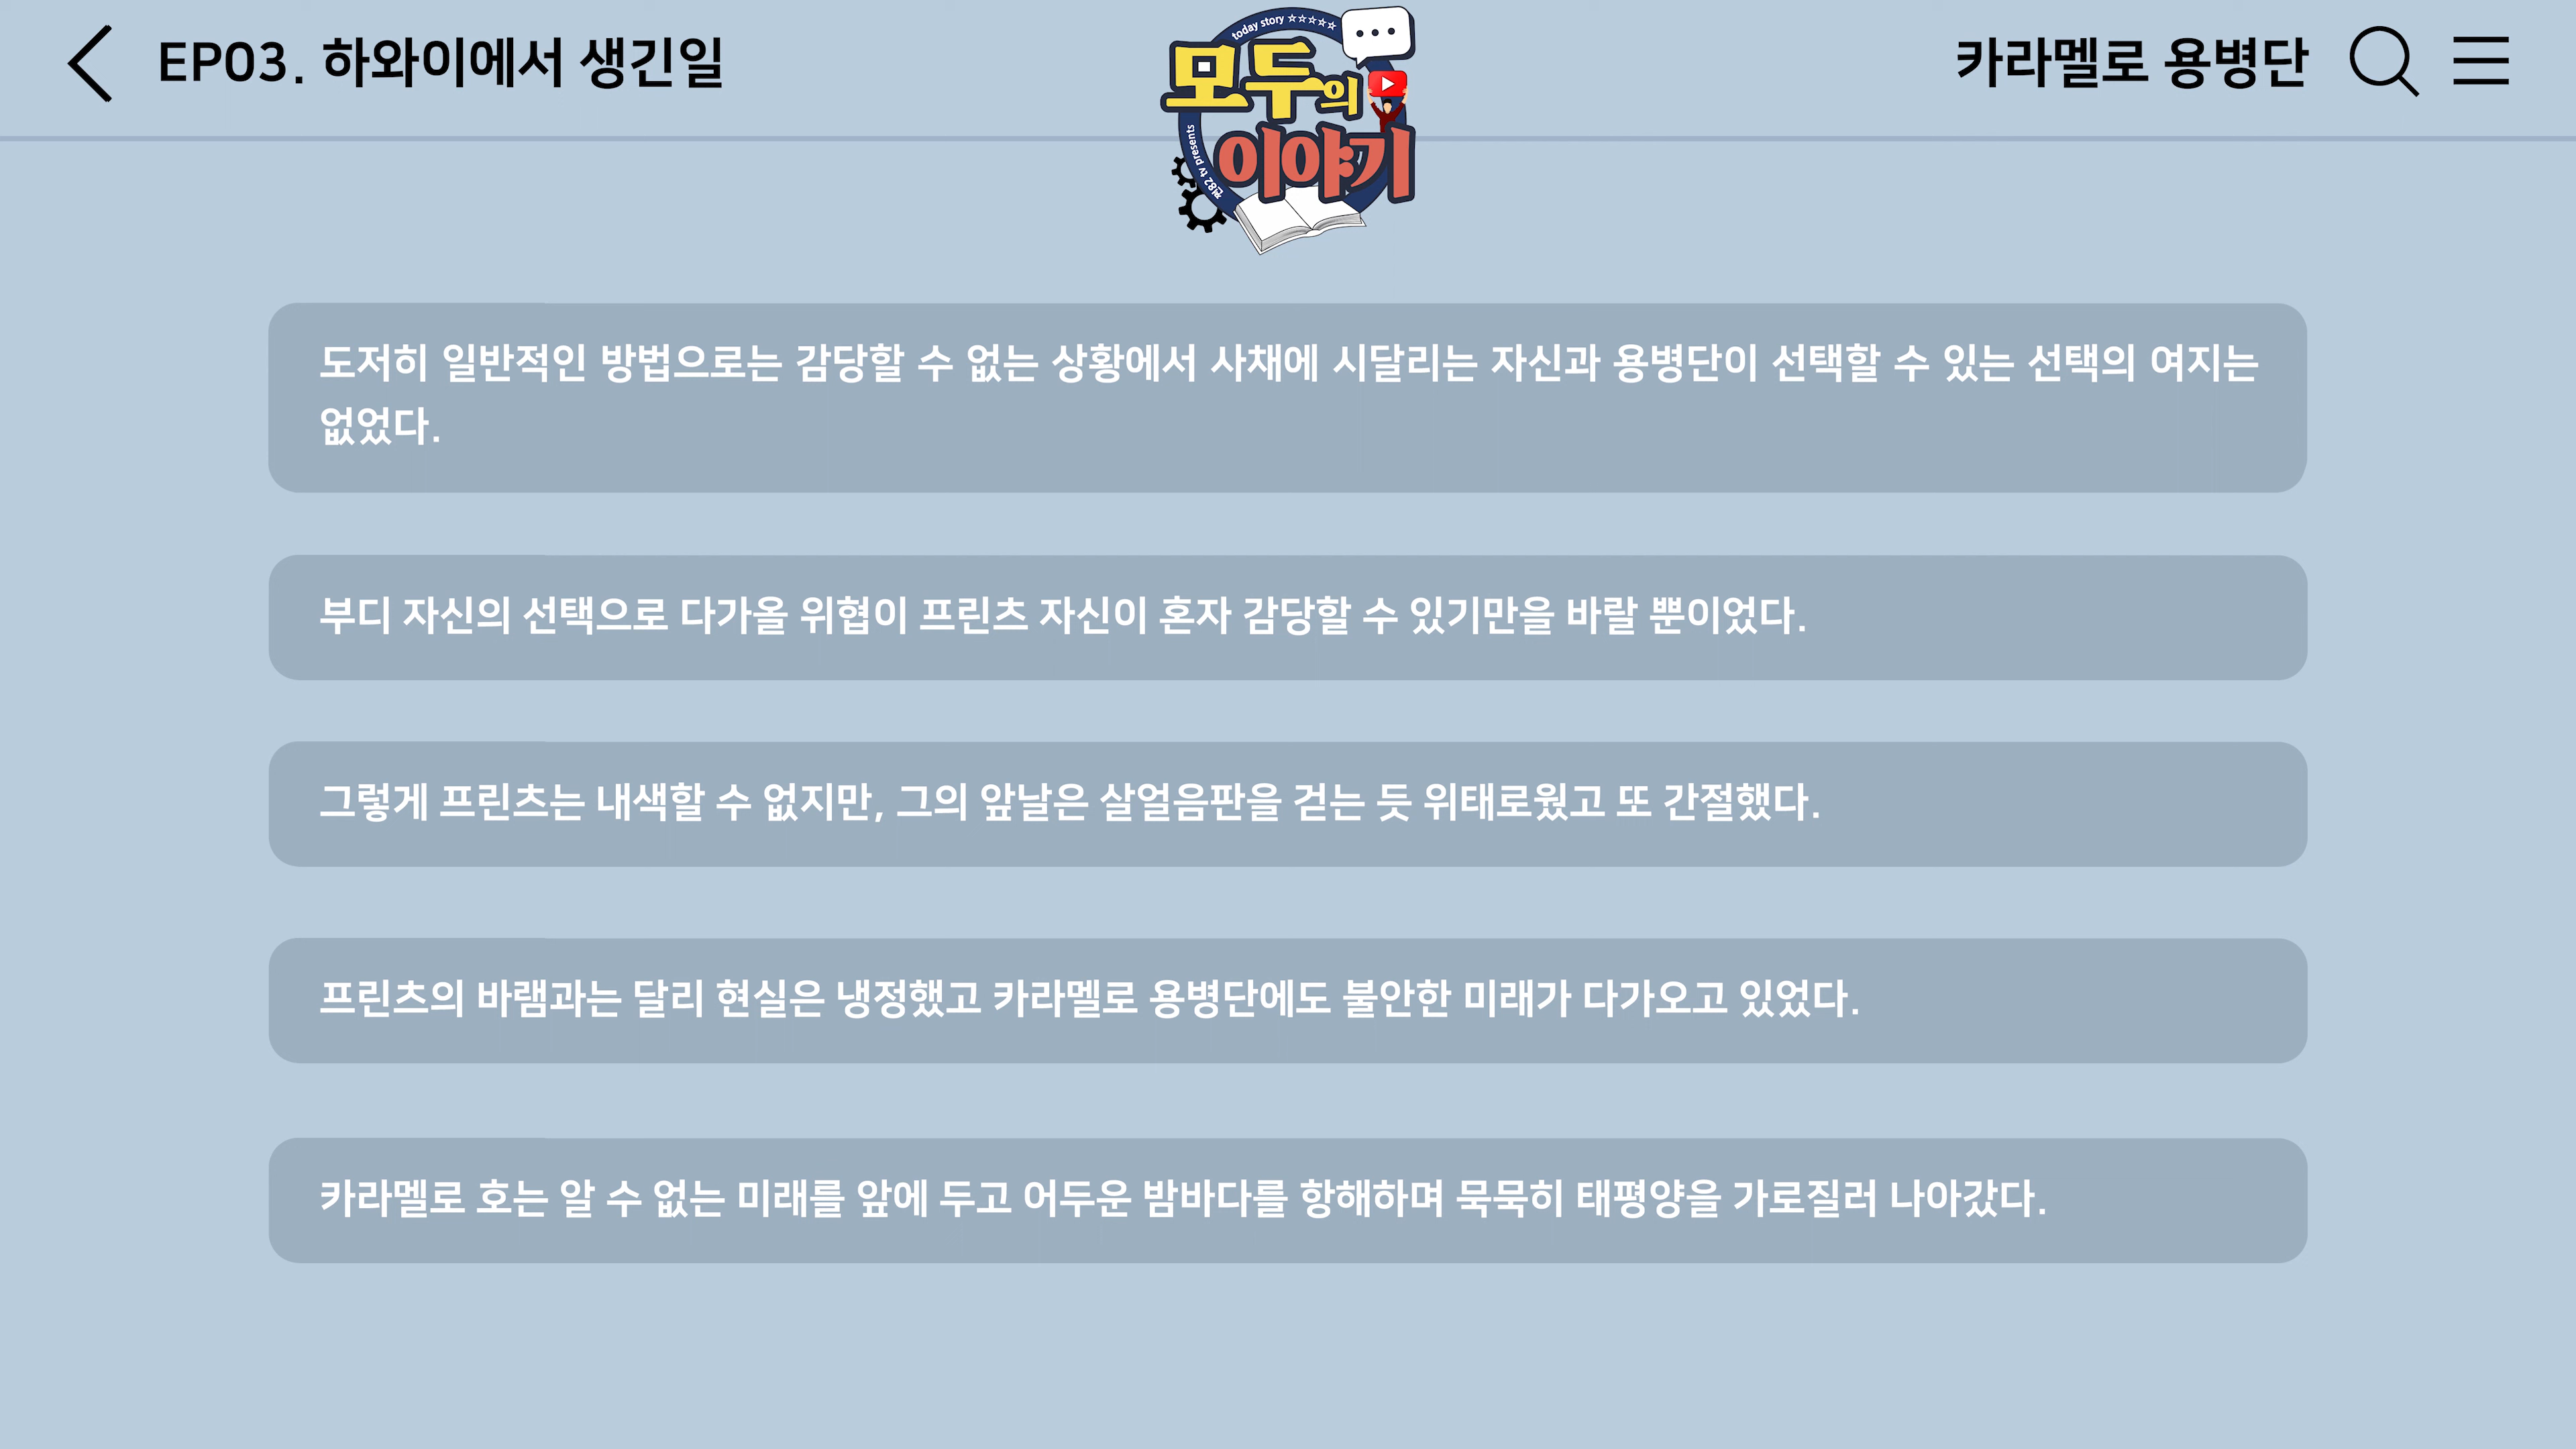 EP03. 하와이에서 생긴일
today story ☆☆☆☆☆
모두의
이야기
찐82 tv presents
카라멜로 용병단
도저히 일반적인 방법으로는 감당할 수 없는 상황에서 사채에 시달리는 자신과 용병단이 선택할 수 있는 선택의 여지는
없었다.
부디 자신의 선택으로 다가올 위협이 프린츠 자신이 혼자 감당할 수 있기만을 바랄 뿐이었다.
그렇게 프린츠는 내색할 수 없지만, 그의 앞날은 살얼음판을 걷는 듯 위태로웠고 또 간절했다.
프린츠의 바램과는 달리 현실은 냉정했고 카라멜로 용병단에도 불안한 미래가 다가오고 있었다.
카라멜로 호는 알 수 없는 미래를 앞에 두고 어두운 밤바다를 항해하며 묵묵히 태평양을 가로질러 나아갔다.